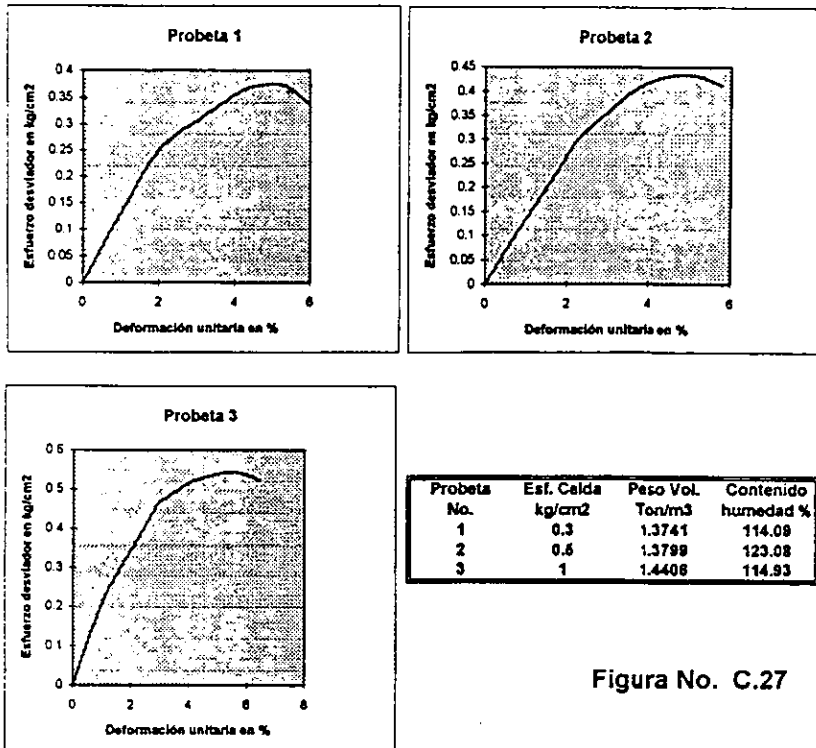 Probeta 1
Esfuerzo desviador en kg/cm2
0.4
0.35
0.3
0.25
0.2
0.15
0.1
0.05
0
0 2 4 6
Deformación unitaria en %
Probeta 2
Esfuerzo desviador en kg/cm2
0.45
0.4
0.35
0.3
0.25
0.2
0.15
0.1
0.05
0
0 2 4 6
Deformación unitaria en %
Probeta 3
Esfuerzo desviador en kg/cm2
0.6
0.5
0.4
0.3
0.2
0.1
0
0 2 4 6 8
Deformación unitaria en %
Probeta Esf. Celda Peso Vol. Contenido
No. kg/cm2 Ton/m3 humedad %
1 0.3 1.3741 114.09
2 0.5 1.3799 123.08
3 1 1.4406 114.93
Figura No. C.27